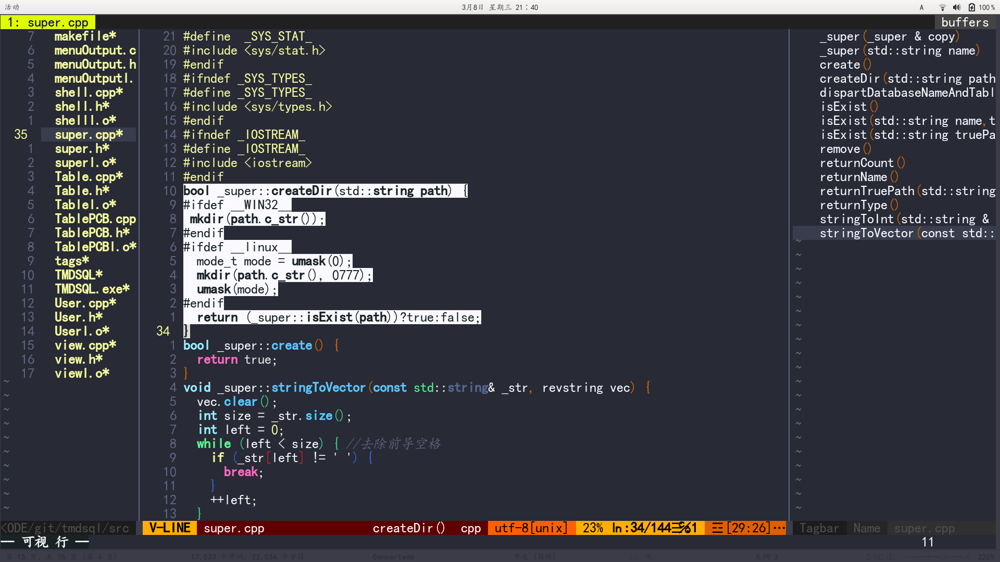 活动
3月8日 星期三 21：40
A
100%
1: super.cpp
buffers
7 makefile*
6 menuOutput.c
5 menuOutput.h
4 menuOutputl.
3 shell.cpp*
2 shell.h*
1 shelll.o*
35 super.cpp*
1 super.h*
2 superl.o*
3 Table.cpp*
4 Table.h*
5 Tablel.o*
6 TablePCB.cpp
7 TablePCB.h*
8 TablePCBl.o*
9 tags*
10 TMDSQL*
11 TMDSQL.exe*
12 User.cpp*
13 User.h*
14 Userl.o*
15 view.cpp*
16 view.h*
17 viewl.o*
21 #define  _SYS_STAT_
20 #include <sys/stat.h>
19 #endif
18 #ifndef _SYS_TYPES_
17 #define _SYS_TYPES_
16 #include <sys/types.h>
15 #endif
14 #ifndef _IOSTREAM_
13 #define _IOSTREAM_
12 #include <iostream>
11 #endif
10 bool _super::createDir(std::string path) {
9 #ifdef __WIN32__
8  mkdir(path.c_str());
7 #endif
6 #ifdef __linux__
5   mode_t mode = umask(0);
4   mkdir(path.c_str(), 0777);
3   umask(mode);
2 #endif
1   return (_super::isExist(path))?true:false;
34 }
1 bool _super::create() {
2   return true;
3 }
4 void _super::stringToVector(const std::string& _str, revstring vec) {
5   vec.clear();
6   int size = _str.size();
7   int left = 0;
8   while (left < size) { //去除前导空格
9     if (_str[left] != ' ') {
10       break;
11     }
12     ++left;
13   }
_super(_super & copy)
_super(std::string name)
create()
createDir(std::string path
dispartDatabaseNameAndTabl
isExist()
isExist(std::string name,t
isExist(std::string truePa
remove()
returnCount()
returnName()
returnTruePath(std::string
returnType()
stringToInt(std::string &
stringToVector(const std::
<ODE/git/tmdsql/src
V-LINE super.cpp createDir() cpp utf-8[unix] 23% ln:34/144☰℅1 ☲[29:26]…
Tagbar Name super.cpp
-- 可视 行 --
11
第 15 页, 共 76 页 (第 4 页)
17,033 个单词, 22,034 个字符
Converted6
中文 (简体)
大纲 3
220%